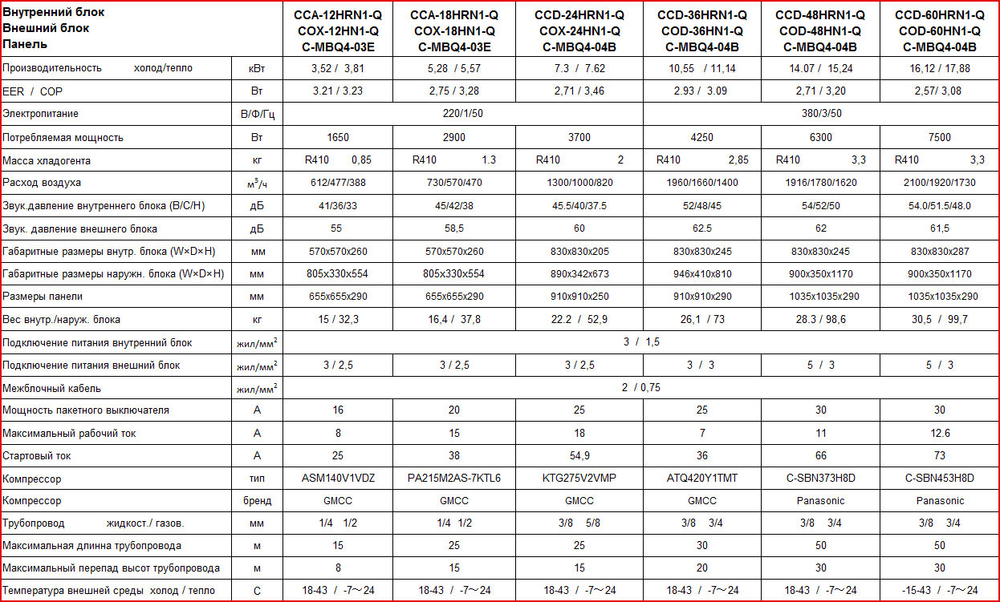 Внутренний блок CCA-12HRN1-Q CCA-18HRN1-Q CCD-24HRN1-Q CCD-36HRN1-Q CCD-48HRN1-Q CCD-60HRN1-Q
Внешний блок COX-12HN1-Q COX-18HN1-Q COX-24HN1-Q COD-36HN1-Q COD-48HN1-Q COD-60HN1-Q
Панель C-MBQ4-03E C-MBQ4-03E C-MBQ4-04B C-MBQ4-04B C-MBQ4-04B C-MBQ4-04B
Производительность холод/тепло кВт 3,52 / 3,81 5,28 / 5,57 7.3 / 7.62 10,55 / 11,14 14.07 / 15,24 16,12 / 17,88
EER / COP Вт 3.21 / 3.23 2,75 / 3,28 2,71 / 3,46 2.93 / 3.09 2,71 / 3,20 2,57/ 3,08
Электропитание В/Ф/Гц 220/1/50 380/3/50
Потребляемая мощность Вт 1650 2900 3700 4250 6300 7500
Масса хладогента кг R410 0,85 R410 1.3 R410 2 R410 2,85 R410 3,3 R410 3,3
Расход воздуха м³/ч 612/477/388 730/570/470 1300/1000/820 1960/1660/1400 1916/1780/1620 2100/1920/1730
Звук.давление внутреннего блока (В/С/Н) дБ 41/36/33 45/42/38 45.5/40/37.5 52/48/45 54/52/50 54.0/51.5/48.0
Звук. давление внешнего блока дБ 55 58,5 60 62.5 62 61,5
Габаритные размеры внутр. блока (W×D×H) мм 570x570x260 570x570x260 830x830x205 830x830x245 830x830x245 830x830x287
Габаритные размеры наружн. блока (W×D×H) мм 805x330x554 805x330x554 890x342x673 946x410x810 900x350x1170 900x350x1170
Размеры панели мм 655x655x290 655x655x290 910x910x250 910x910x290 1035x1035x290 1035x1035x290
Вес внутр./наруж. блока кг 15 / 32,3 16,4 / 37,8 22.2 / 52,9 26,1 / 73 28.3 / 98,6 30,5 / 99,7
Подключение питания внутренний блок жил/мм² 3 / 1,5
Подключение питания внешний блок жил/мм² 3 / 2,5 3 / 2,5 3 / 2,5 3 / 3 5 / 3 5 / 3
Межблочный кабель жил/мм² 2 / 0,75
Мощность пакетного выключателя А 16 20 25 25 30 30
Максимальный рабочий ток А 8 15 18 7 11 12.6
Стартовый ток А 25 38 54,9 36 66 73
Компрессор тип ASM140V1VDZ PA215M2AS-7KTL6 KTG275V2VMP ATQ420Y1TMT C-SBN373H8D C-SBN453H8D
Компрессор бренд GMCC GMCC GMCC GMCC Panasonic Panasonic
Трубопровод жидкост./ газов. мм 1/4 1/2 1/4 1/2 3/8 5/8 3/8 3/4 3/8 3/4 3/8 3/4
Максимальная длинна трубопровода м 15 25 25 30 50 50
Максимальный перепад высот трубопровода м 8 15 15 20 30 30
Температура внешней среды холод / тепло С 18-43 / -7～24 18-43 / -7～24 18-43 / -7～24 18-43 / -7～24 18-43 / -7～24 -15-43 / -7～24